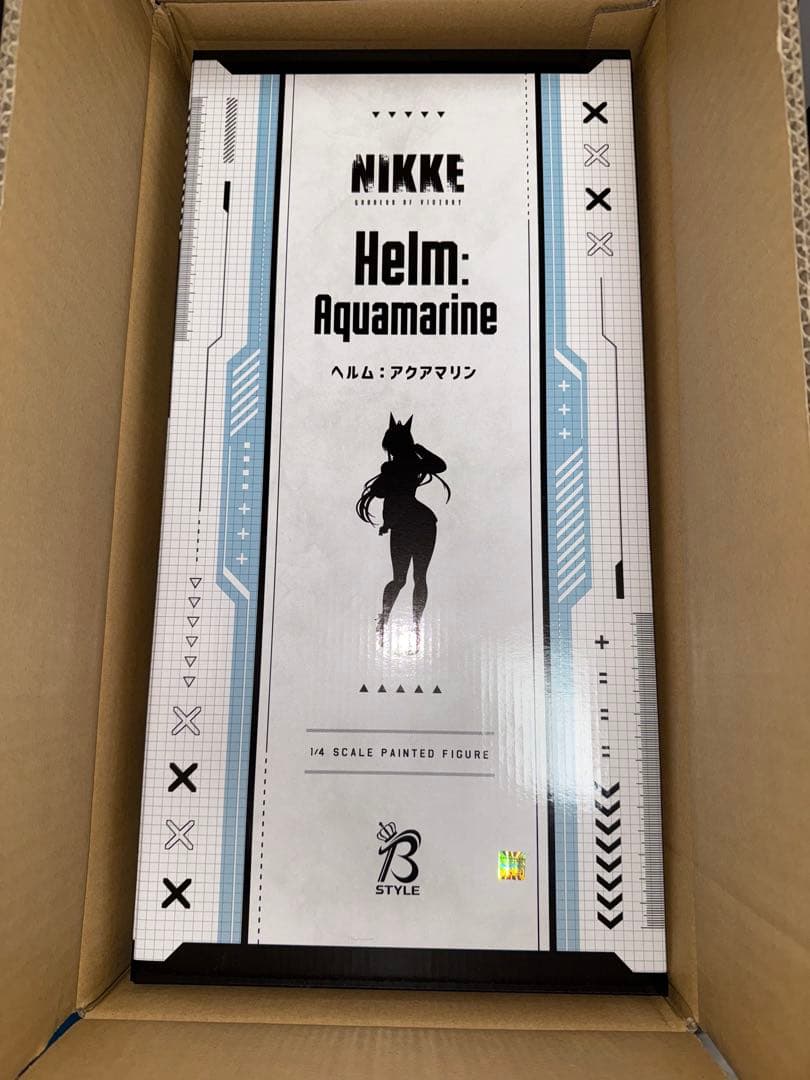 NIKKE
GODDESS OF VICTORY
Helm:
Aquamarine
ヘルム：アクアマリン
1/4 SCALE PAINTED FIGURE
B
STYLE